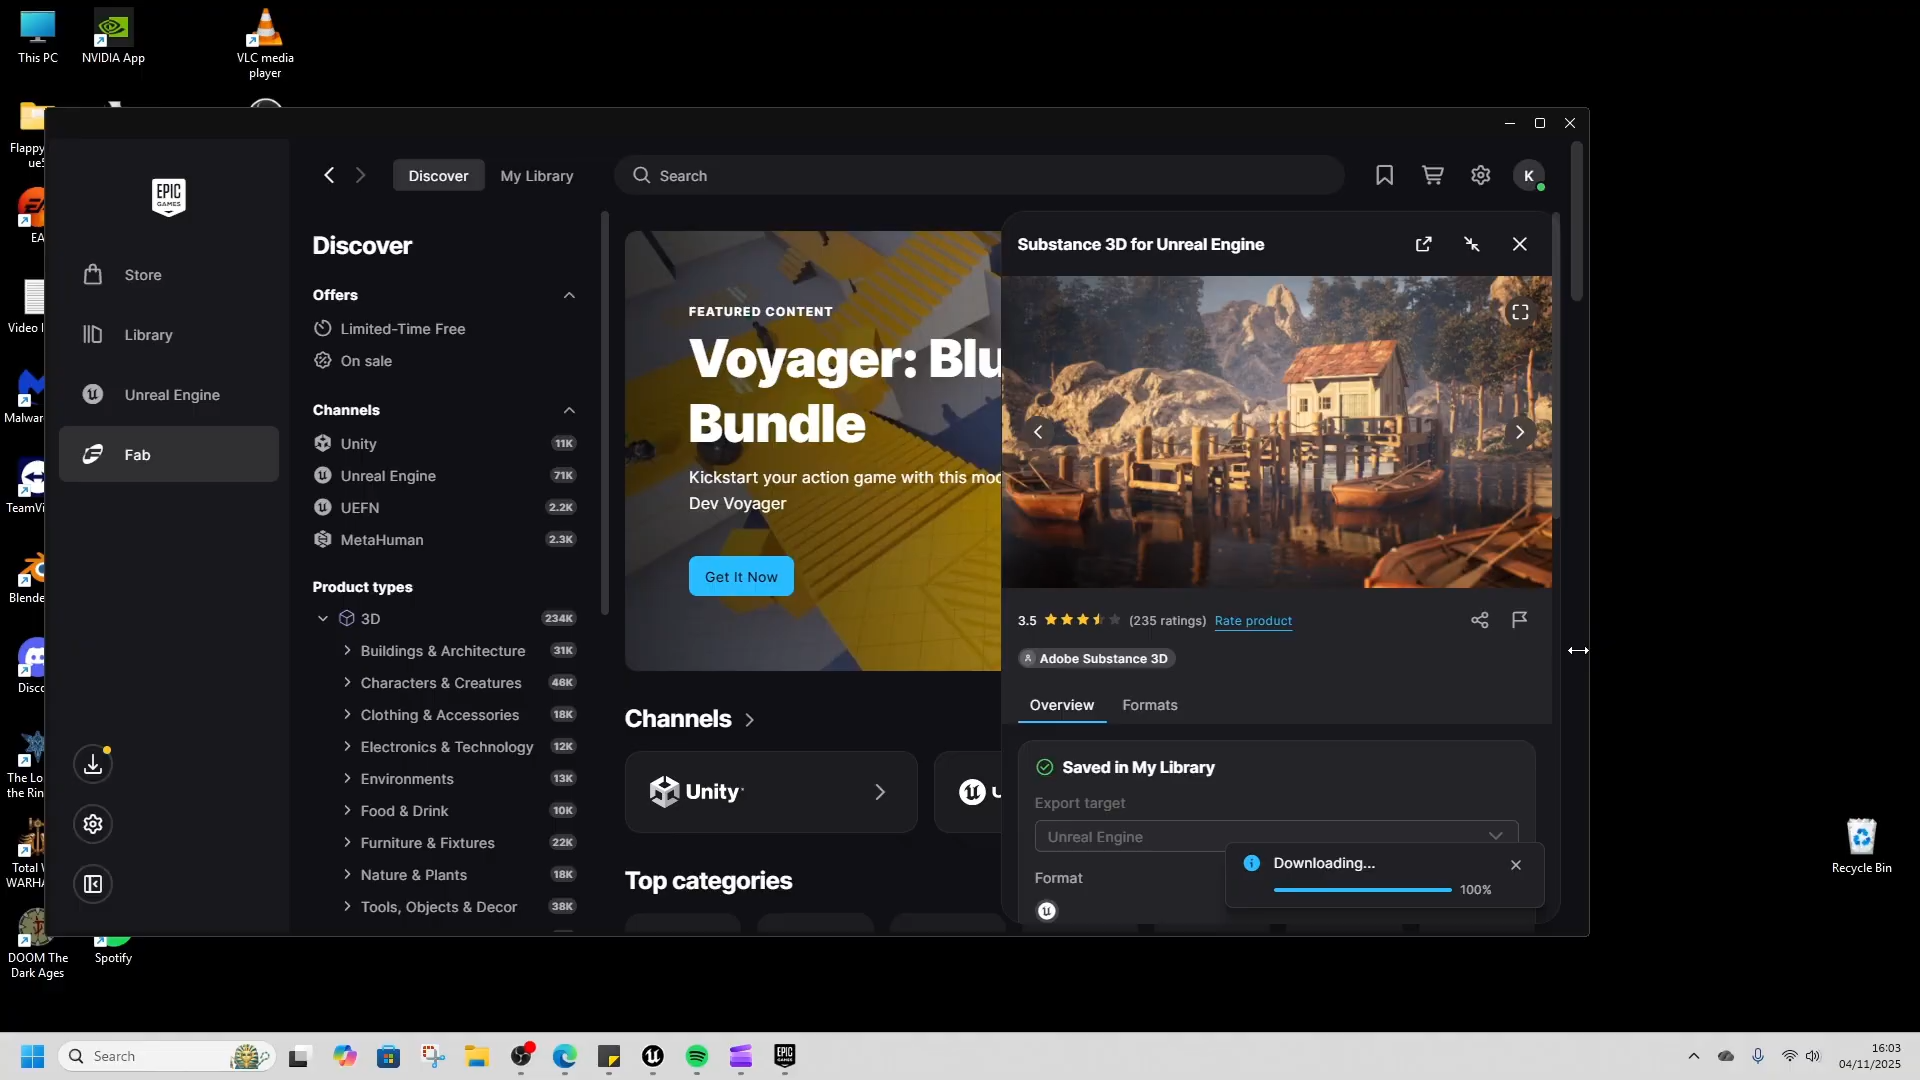 This PC
NVIDIA App
VLC media
player
Flappy
ue5
EA
Video
Malwar
TeamVi
Blende
Disco
The Lo
the Rin
Total W
WARHA
DOOM The
Dark Ages
Spotify
Recycle Bin
EPIC
GAMES
Store
Library
Unreal Engine
Fab
Discover
My Library
Search
K
Discover
Offers
Limited-Time Free
On sale
Channels
Unity 11K
Unreal Engine 71K
UEFN 2.2K
MetaHuman 2.3K
Product types
3D 234K
Buildings & Architecture 31K
Characters & Creatures 46K
Clothing & Accessories 18K
Electronics & Technology 12K
Environments 13K
Food & Drink 10K
Furniture & Fixtures 22K
Nature & Plants 18K
Tools, Objects & Decor 38K
FEATURED CONTENT
Voyager: Blu
Bundle
Kickstart your action game with this mod
Dev Voyager
Get It Now
Channels
Unity
Top categories
Substance 3D for Unreal Engine
3.5 (235 ratings) Rate product
Adobe Substance 3D
Overview
Formats
Saved in My Library
Export target
Unreal Engine
Format
Downloading...
100%
Search
EPIC
GAMES
16:03
04/11/2025